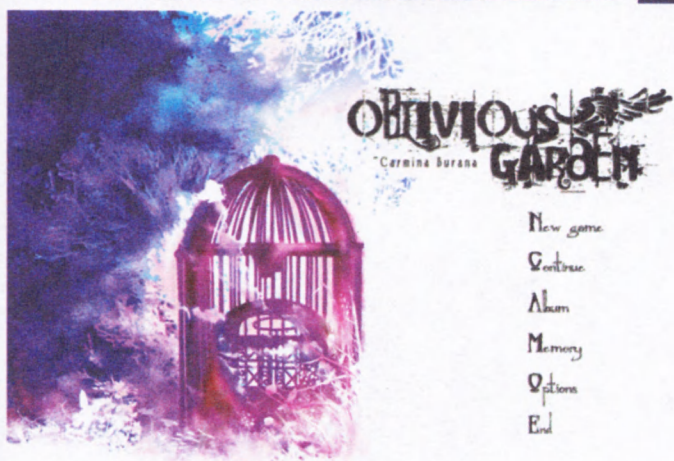 OBLIVIOUS
GARDEN
~Carmina Burana
New game
Continue
Album
Memory
Options
End